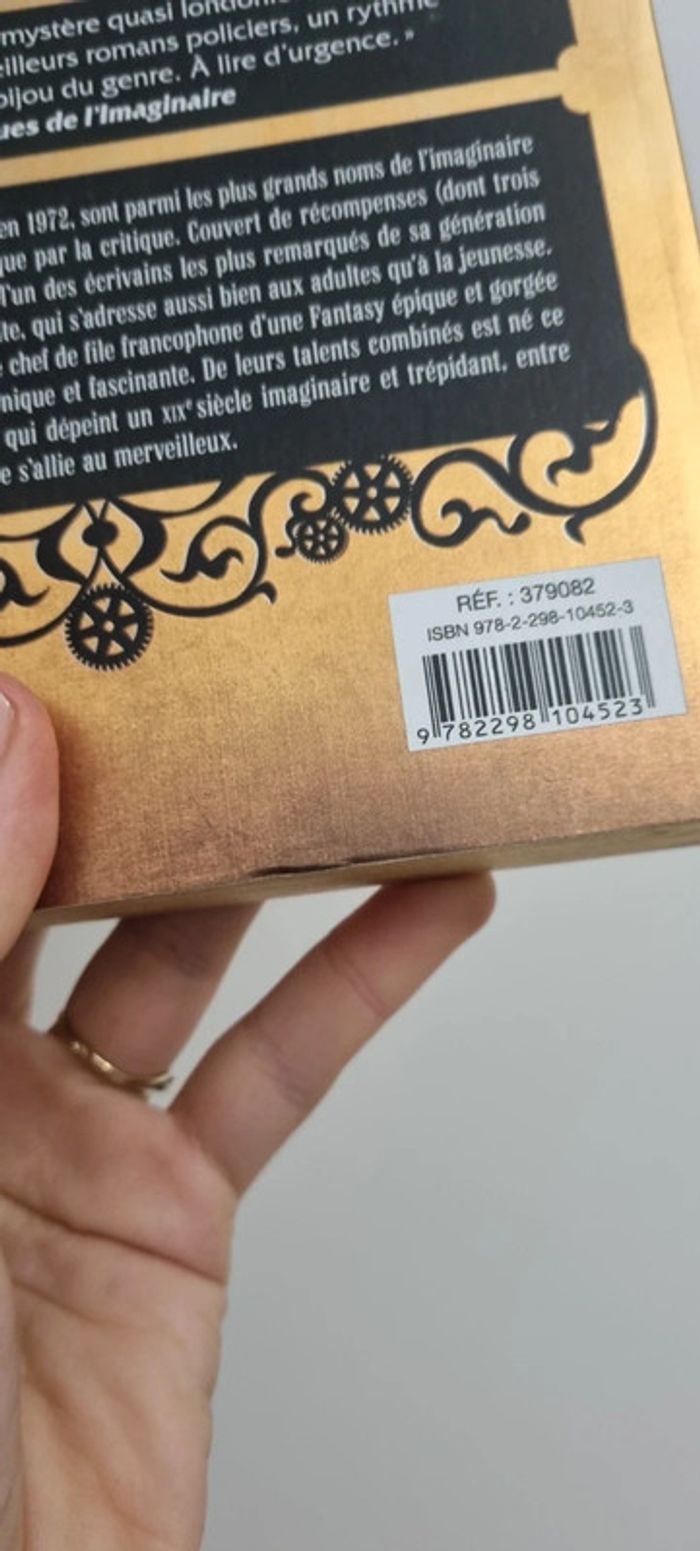 mystère quasi
eilleurs romans policiers, un rythme
bijou du genre. À lire d'urgence. »
ues de l'Imaginaire
en 1972, sont parmi les plus grands noms de l'imaginaire
que par la critique. Couvert de récompenses (dont trois
l'un des écrivains les plus remarqués de sa génération
te, qui s'adresse aussi bien aux adultes qu'à la jeunesse.
chef de file francophone d'une Fantasy épique et gorgée
nique et fascinante. De leurs talents combinés est né ce
qui dépeint un XIXe siècle imaginaire et trépidant, entre
e s'allie au merveilleux.
RÉF. : 379082
ISBN 978-2-298-10452-3
9 782298 104523